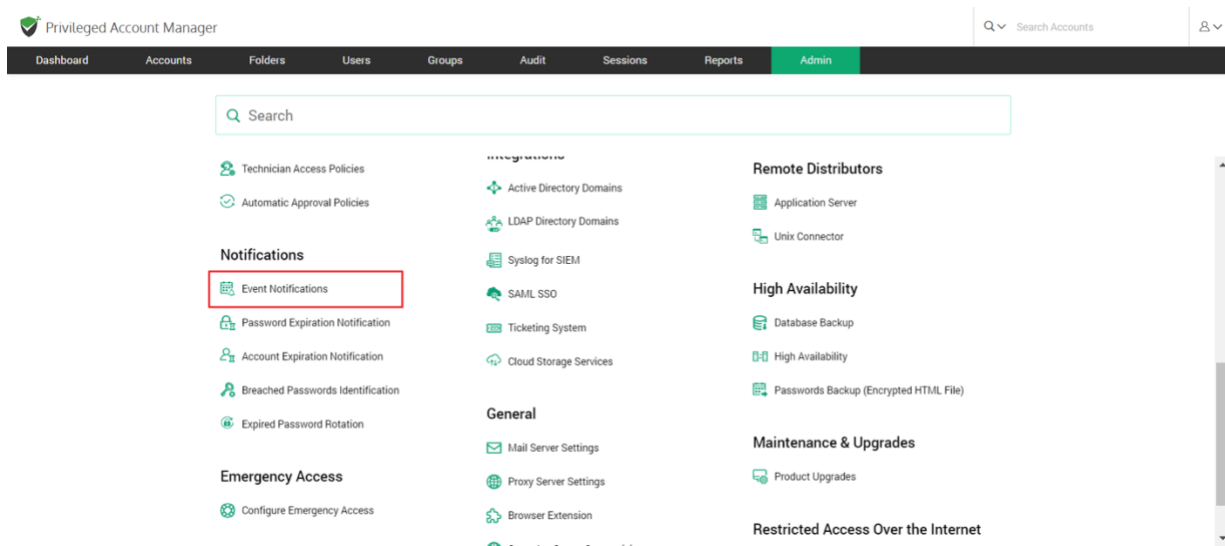 Privileged Account Manager
Search Accounts
Dashboard Accounts Folders Users Groups Audit Sessions Reports Admin
Search
Technician Access Policies
Automatic Approval Policies
Notifications
Event Notifications
Password Expiration Notification
Account Expiration Notification
Breached Passwords Identification
Expired Password Rotation
Emergency Access
Configure Emergency Access
Integrations
Active Directory Domains
LDAP Directory Domains
Syslog for SIEM
SAML SSO
Ticketing System
Cloud Storage Services
General
Mail Server Settings
Proxy Server Settings
Browser Extension
Remote Distributors
Application Server
Unix Connector
High Availability
Database Backup
High Availability
Passwords Backup (Encrypted HTML File)
Maintenance & Upgrades
Product Upgrades
Restricted Access Over the Internet